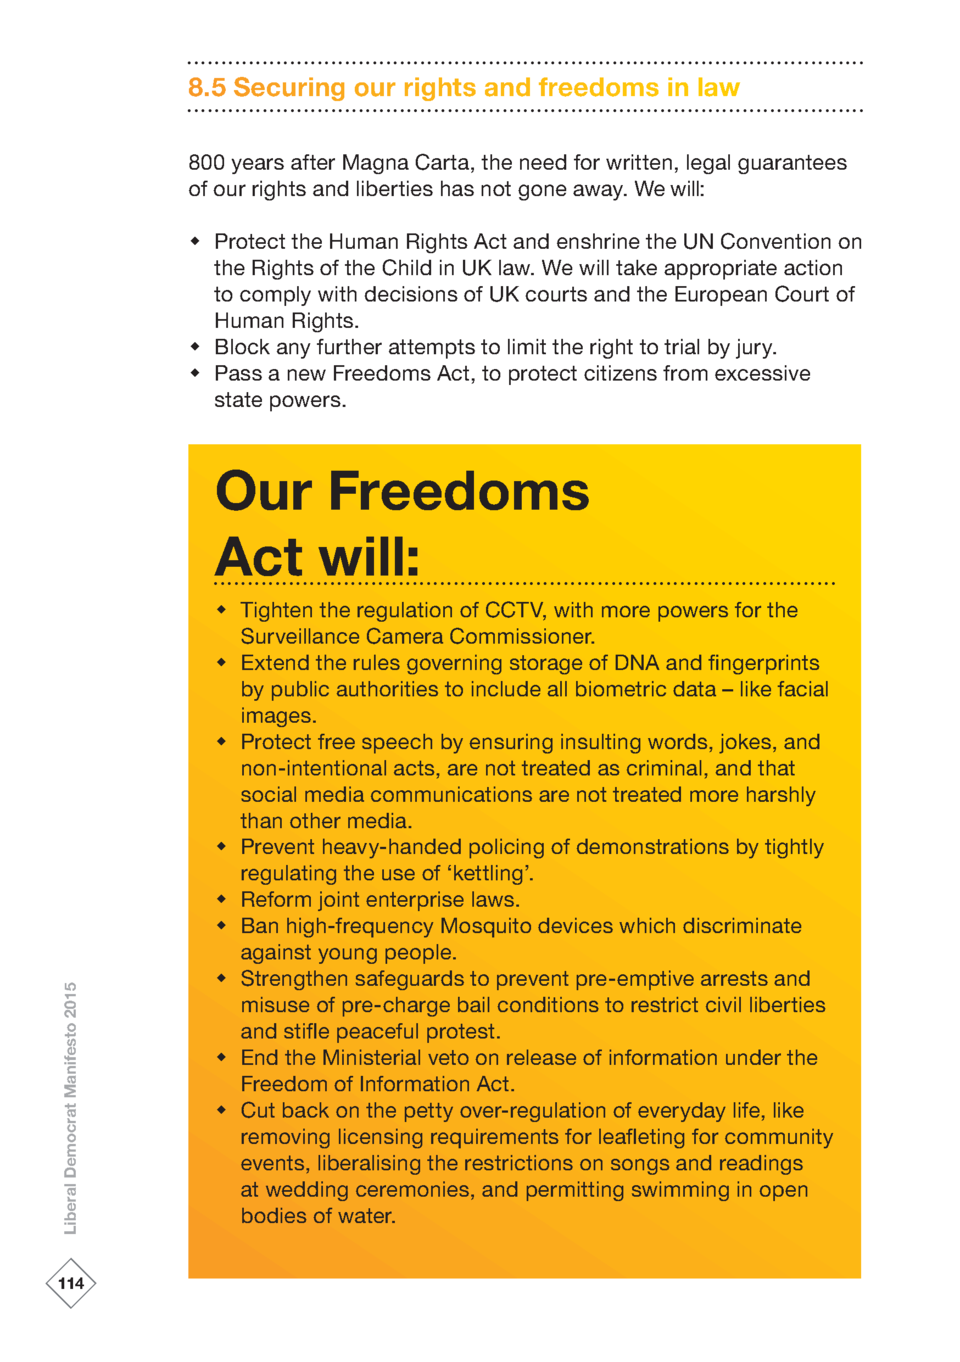 8.5 Securing our rights and freedoms in law
800 years after Magna Carta, the need for written, legal guarantees
of our rights and liberties has not gone away. We will:
Protect the Human Rights Act and enshrine the UN Convention on
the Rights of the Child in UK law. We will take appropriate action
to comply with decisions of UK courts and the European Court of
Human Rights.
Block any further attempts to limit the right to trial by jury.
Pass a new Freedoms Act, to protect citizens from excessive
state powers.
Our Freedoms
Act will:
Tighten the regulation of CCTV, with more powers for the
Surveillance Camera Commissioner.
Extend the rules governing storage of DNA and fingerprints
by public authorities to include all biometric data – like facial
images.
Protect free speech by ensuring insulting words, jokes, and
non-intentional acts, are not treated as criminal, and that
social media communications are not treated more harshly
than other media.
Prevent heavy-handed policing of demonstrations by tightly
regulating the use of ‘kettling’.
Reform joint enterprise laws.
Ban high-frequency Mosquito devices which discriminate
against young people.
Strengthen safeguards to prevent pre-emptive arrests and
misuse of pre-charge bail conditions to restrict civil liberties
and stifle peaceful protest.
End the Ministerial veto on release of information under the
Freedom of Information Act.
Cut back on the petty over-regulation of everyday life, like
removing licensing requirements for leafleting for community
events, liberalising the restrictions on songs and readings
at wedding ceremonies, and permitting swimming in open
bodies of water.
Liberal Democrat Manifesto 2015
114